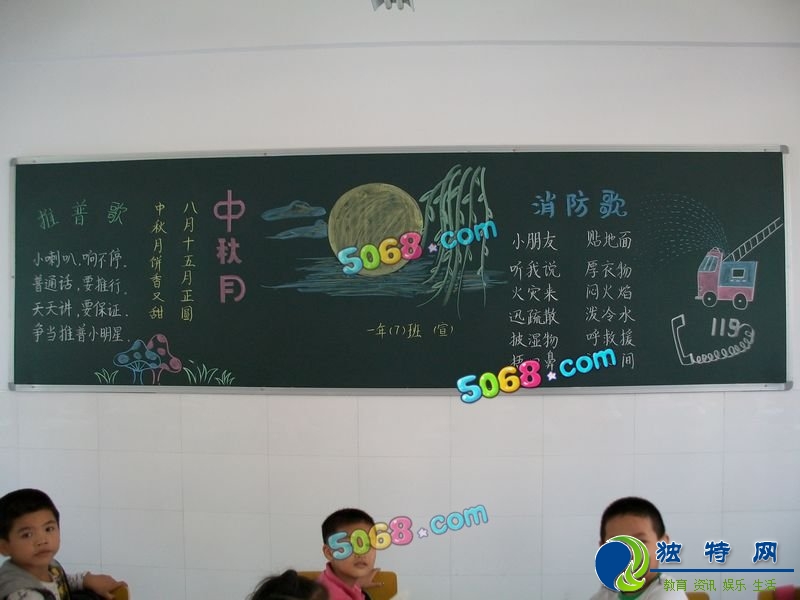 推普歌
小喇叭，响不停.
普通话，要推行.
天天讲，要保证.
争当推普小明星.
中秋月
八月十五月正圆
中秋月饼香又甜
一年(7)班 (宣)
消防歌
小朋友 贴地面
听我说 厚衣物
火灾来 闷火焰
迅疏散 泼冷水
披湿物 呼救援
鼻 间
119
5068.com
5068.com
5068.com
独特网
教育 资讯 娱乐 生活